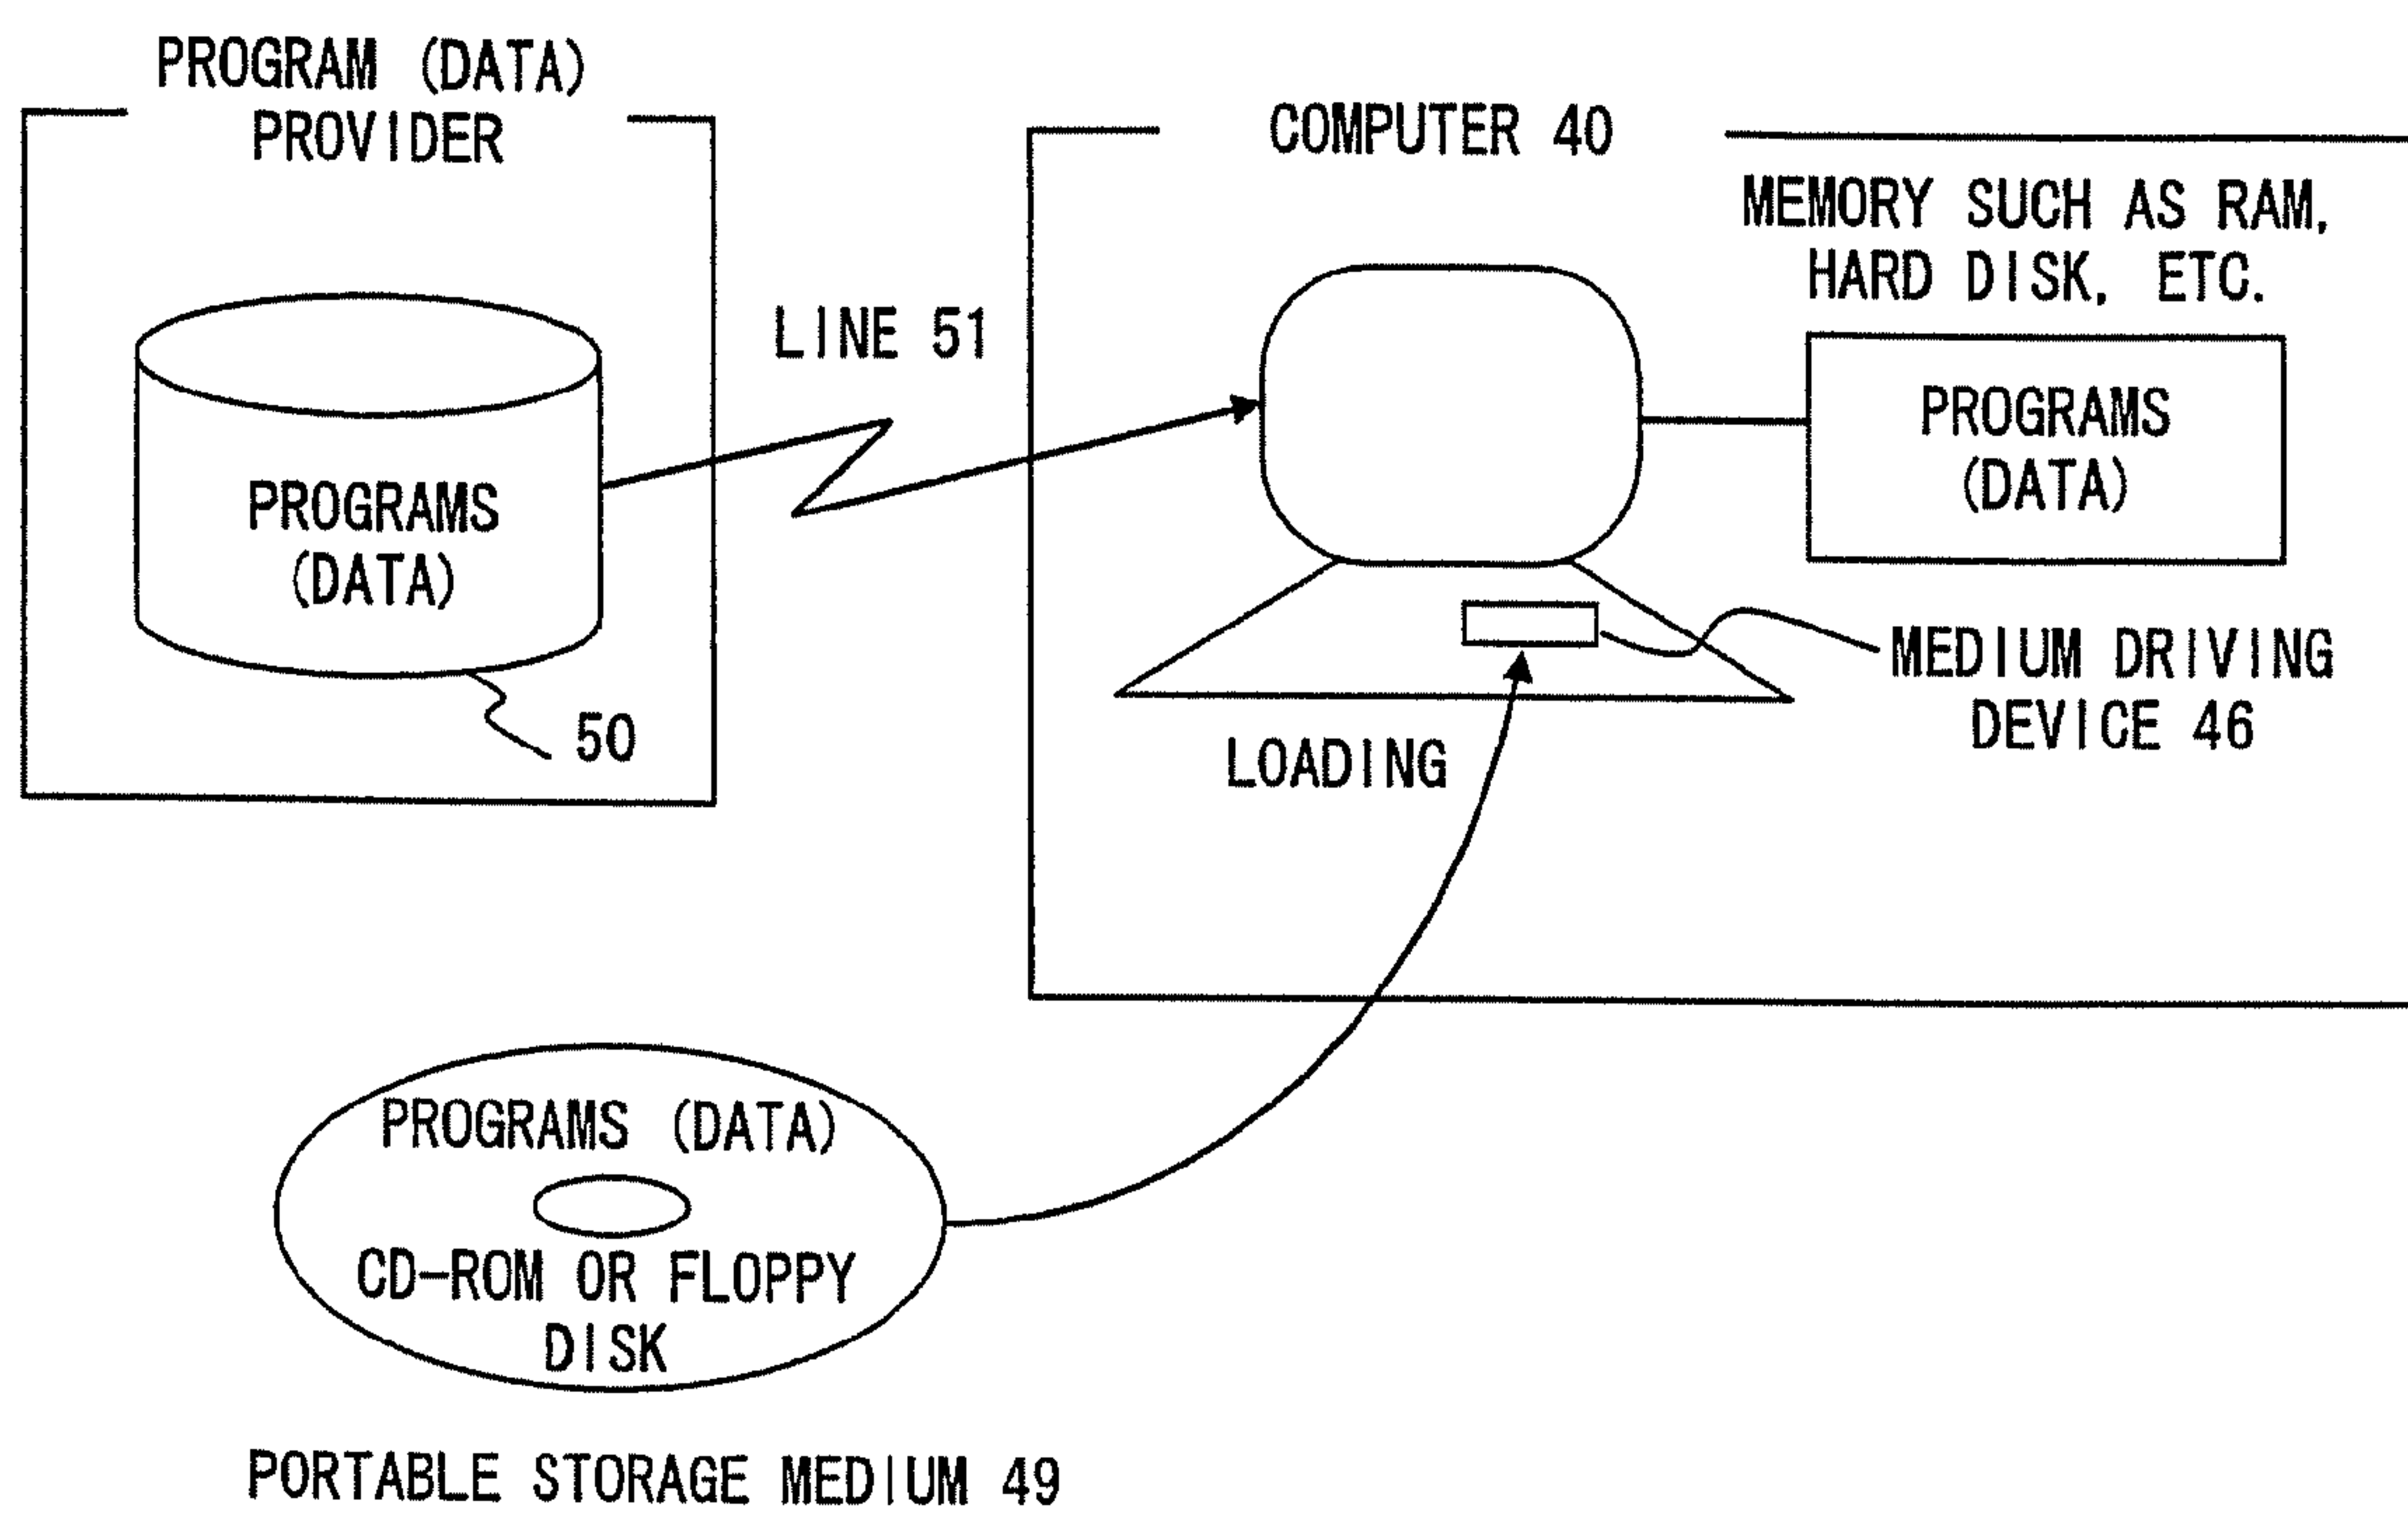 PROGRAM (DATA)
PROVIDER
PROGRAMS
(DATA)
50
LINE 51
COMPUTER 40
MEMORY SUCH AS RAM,
HARD DISK, ETC.
PROGRAMS
(DATA)
MEDIUM DRIVING
DEVICE 46
LOADING
PROGRAMS (DATA)
CD-ROM OR FLOPPY
DISK
PORTABLE STORAGE MEDIUM 49